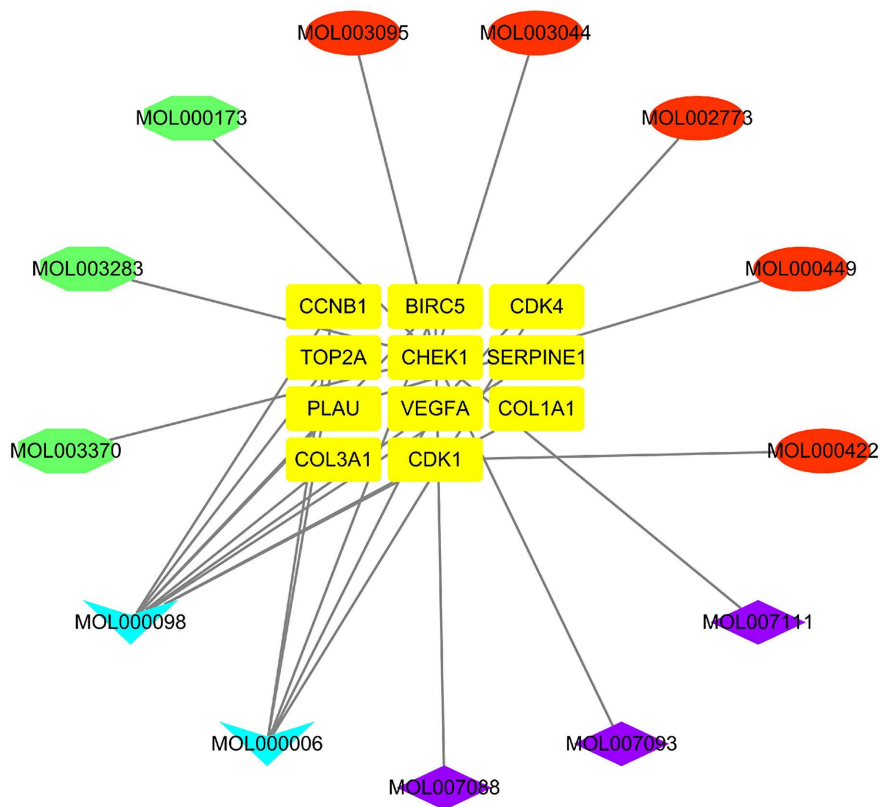 MOL003095
MOL003044
MOL000173
MOL002773
MOL003283
MOL000449
CCNB1
BIRC5
CDK4
TOP2A
CHEK1
SERPINE1
PLAU
VEGFA
COL1A1
MOL003370
COL3A1
CDK1
MOL000422
MOL000098
MOL007111
MOL000006
MOL007093
MOL007088